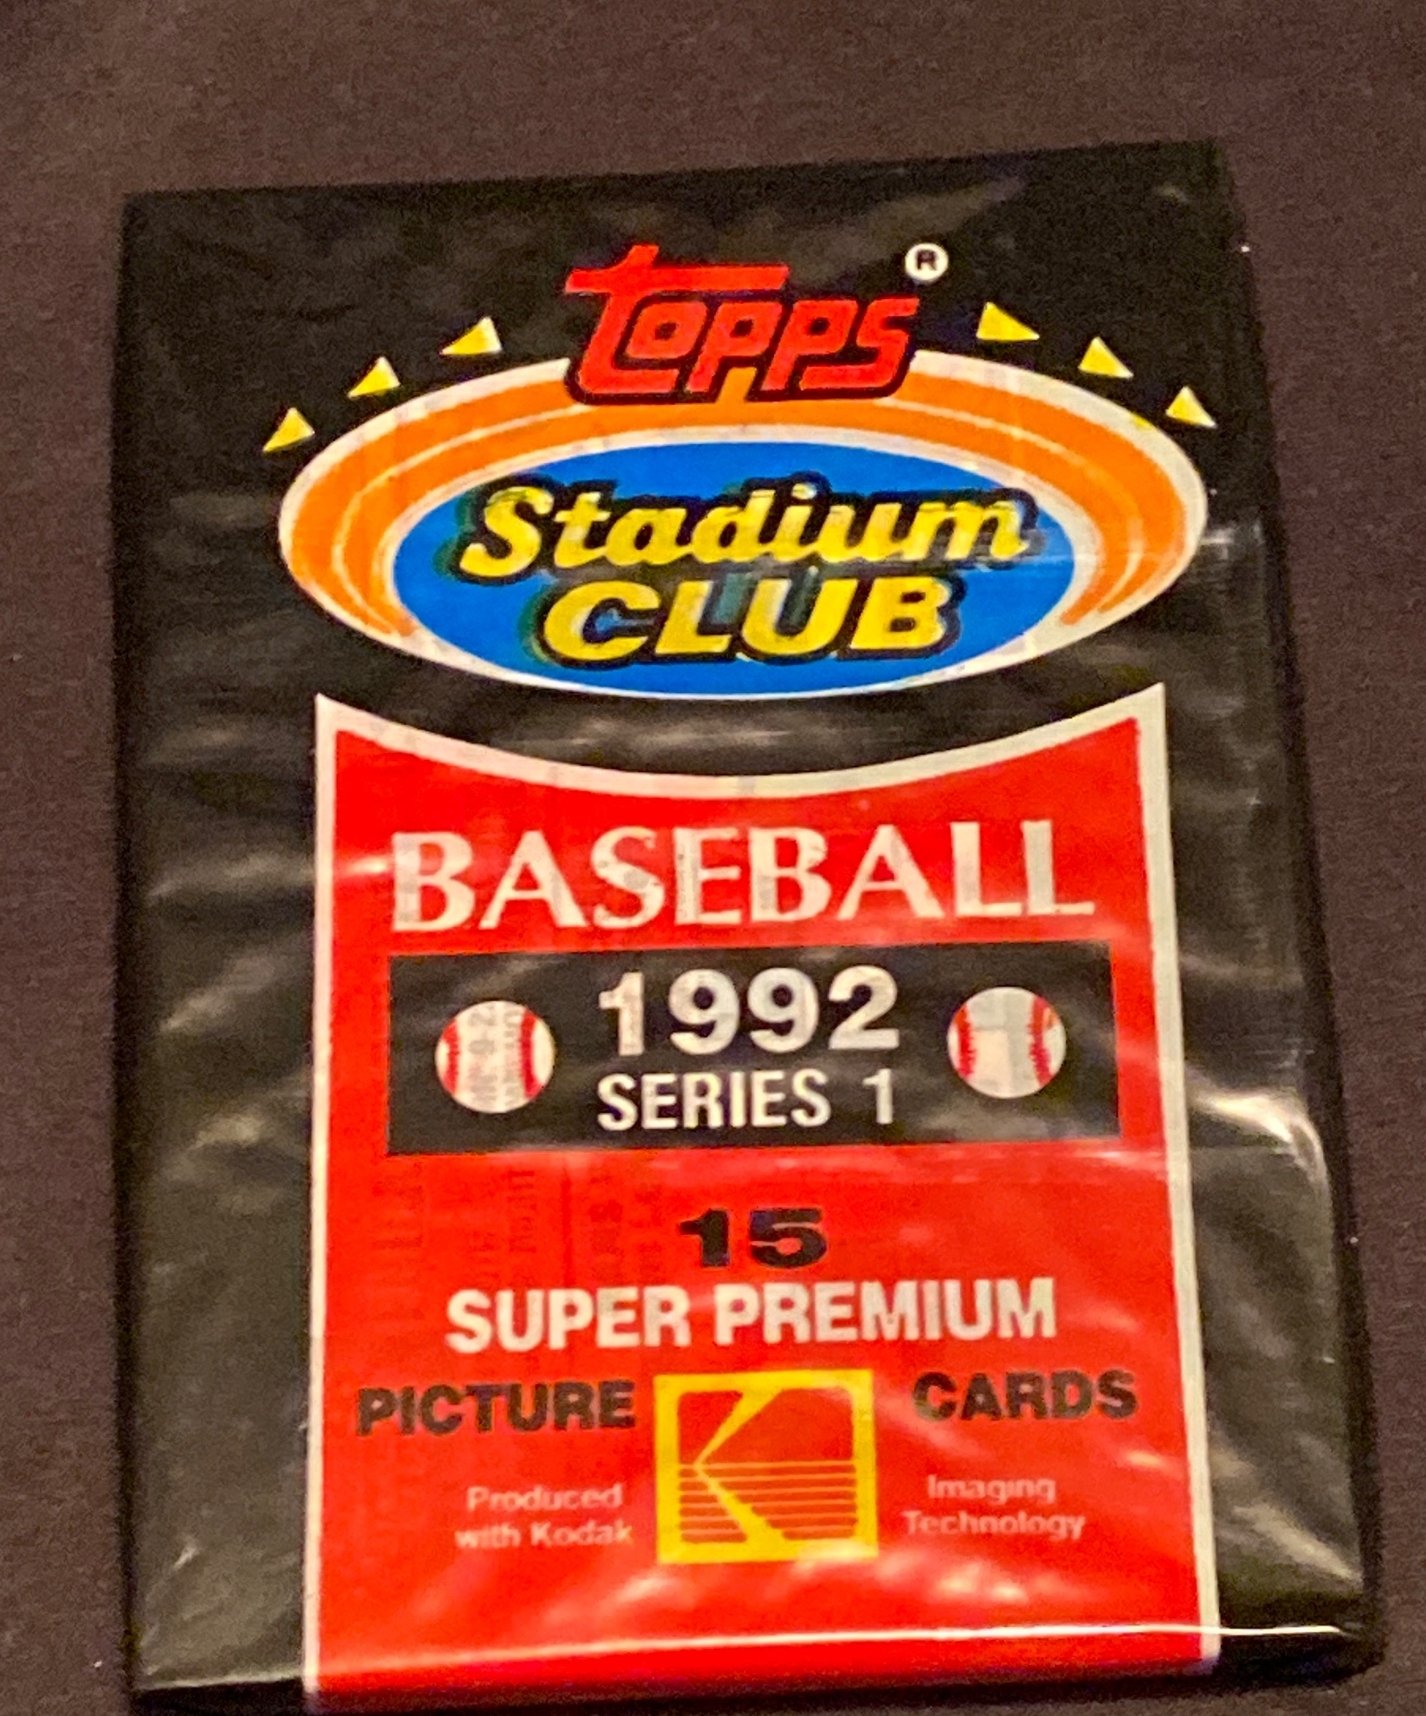 Topps ®
Stadium
CLUB
BASEBALL
1992
SERIES 1
15
SUPER PREMIUM
PICTURE CARDS
Produced Imaging
with Kodak Technology